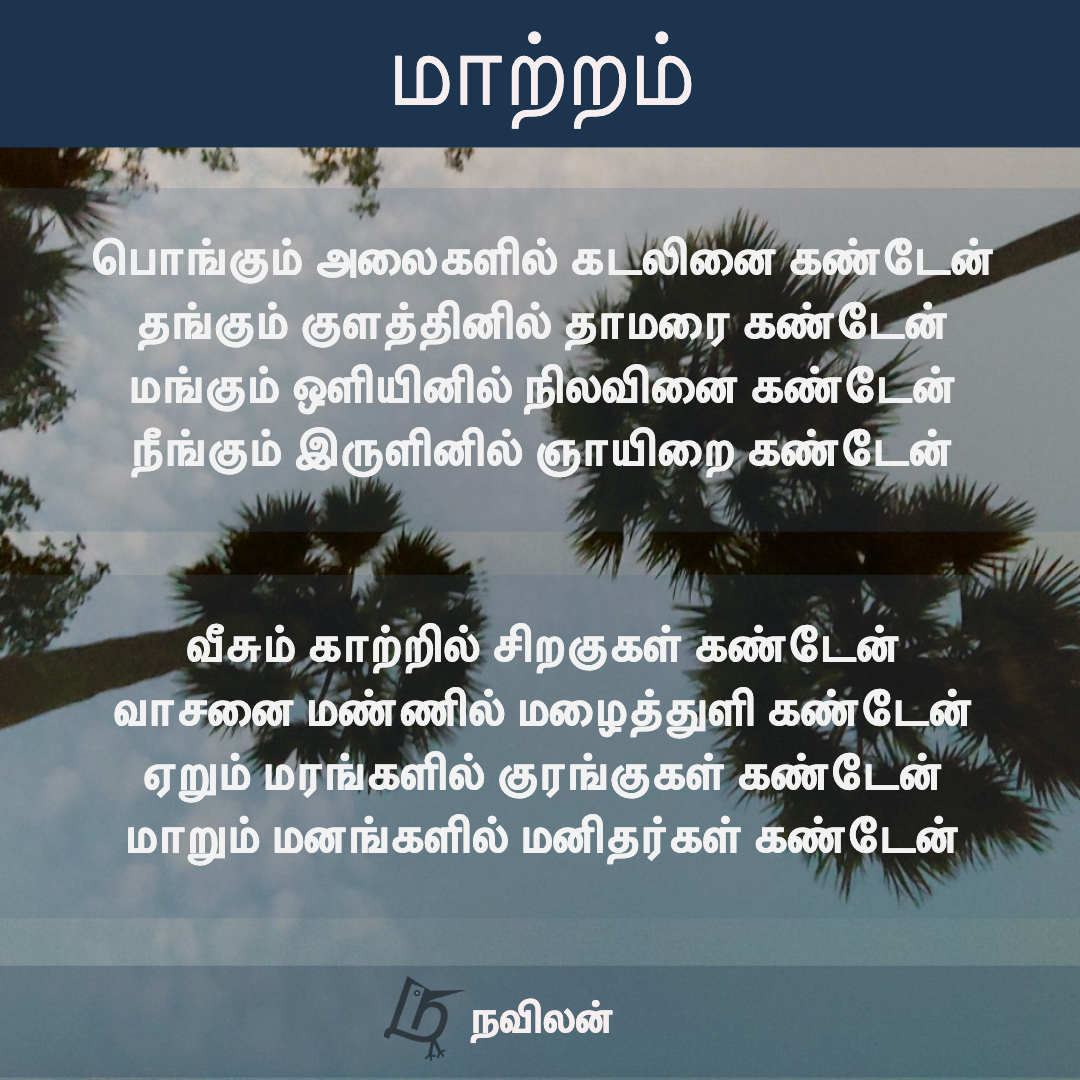 மாற்றம்
பொங்கும் அலைகளில் கடலினை கண்டேன்
தங்கும் குளத்தினில் தாமரை கண்டேன்
மங்கும் ஒளியினில் நிலவினை கண்டேன்
நீங்கும் இருளினில் ஞாயிறை கண்டேன்
வீசும் காற்றில் சிறகுகள் கண்டேன்
வாசனை மண்ணில் மழைத்துளி கண்டேன்
ஏறும் மரங்களில் குரங்குகள் கண்டேன்
மாறும் மனங்களில் மனிதர்கள் கண்டேன்
நவிலன்